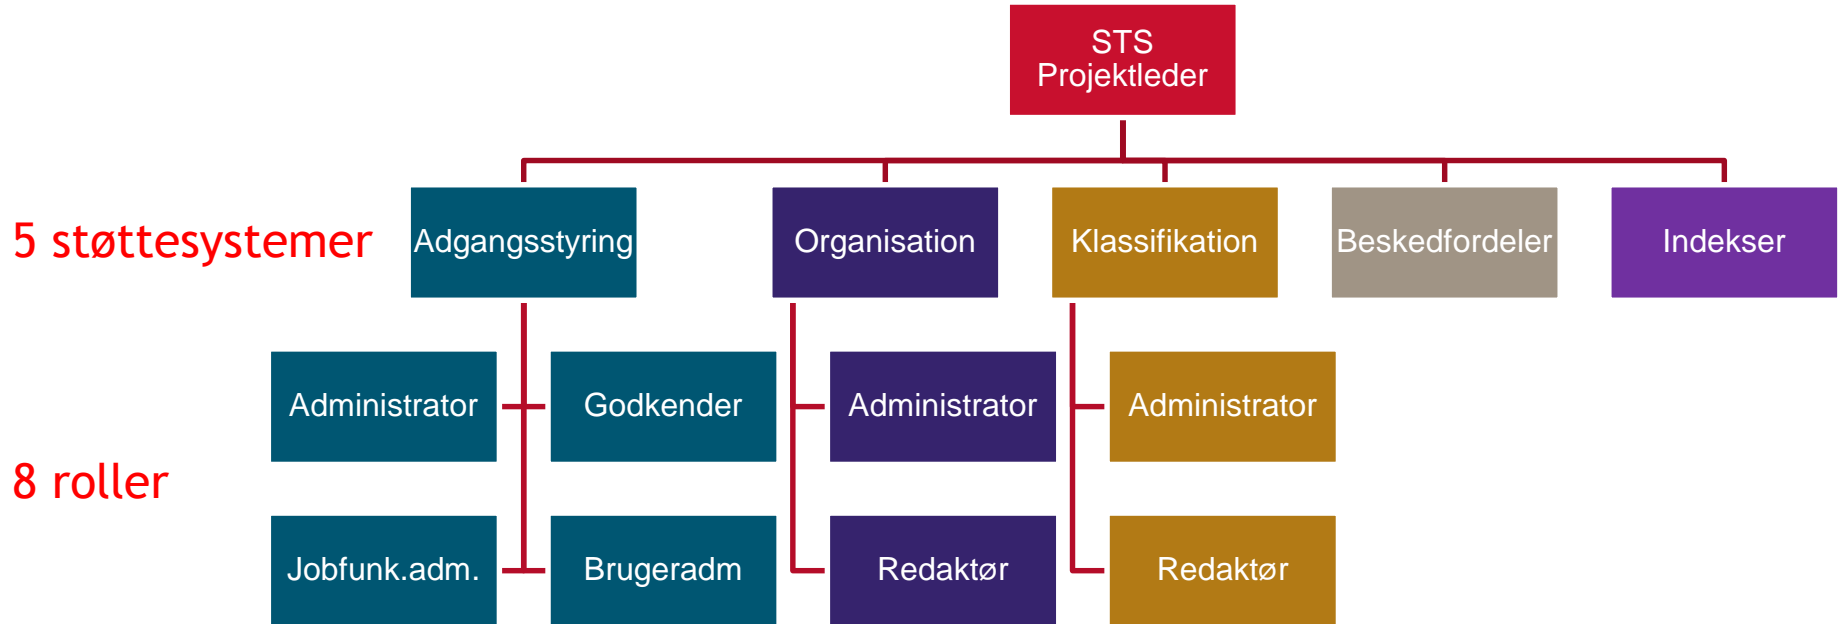 STS
Projektleder
5 støttesystemer
Adgangsstyring
Organisation
Klassifikation
Beskedfordeler
Indekser
8 roller
Administrator
Godkender
Administrator
Administrator
Jobfunk.adm.
Brugeradm
Redaktør
Redaktør